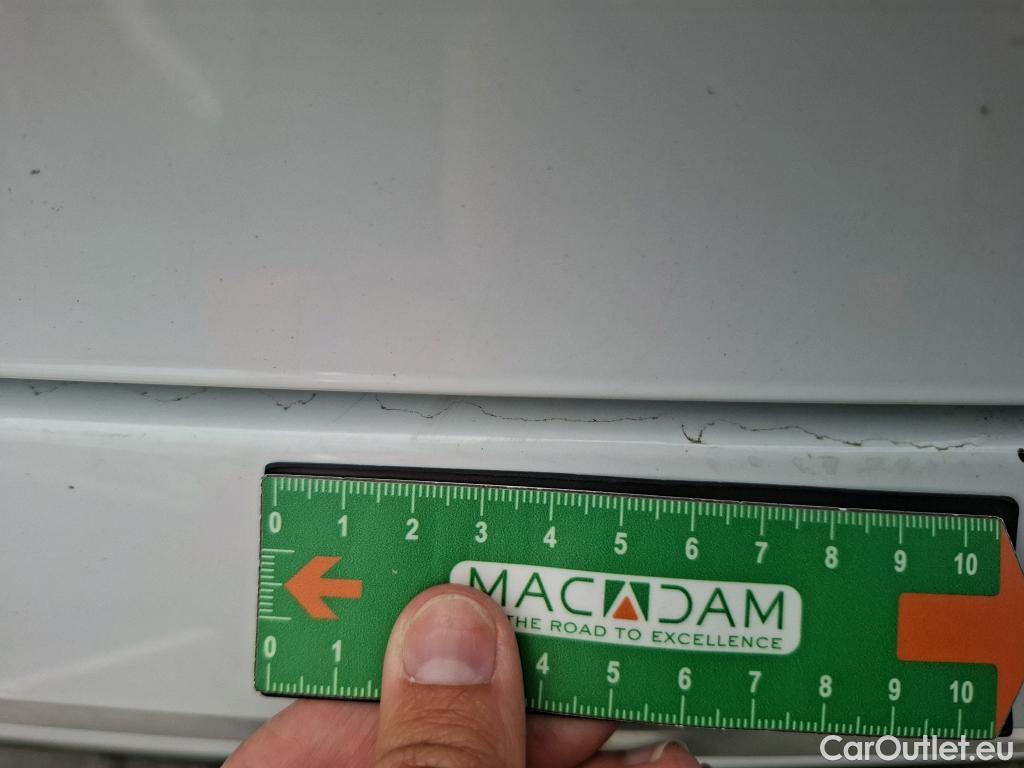 0 1 2 3 4 5 6 7 8 9 10
MACADAM
THE ROAD TO EXCELLENCE
0 1 4 5 6 7 8 9 10
CarOutlet.eu